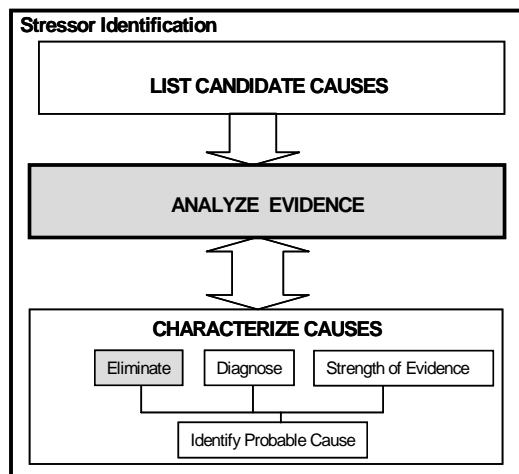 Stressor Identification
LIST CANDIDATE CAUSES
ANALYZE EVIDENCE
CHARACTERIZE CAUSES
Eliminate
Diagnose
Strength of Evidence
Identify Probable Cause